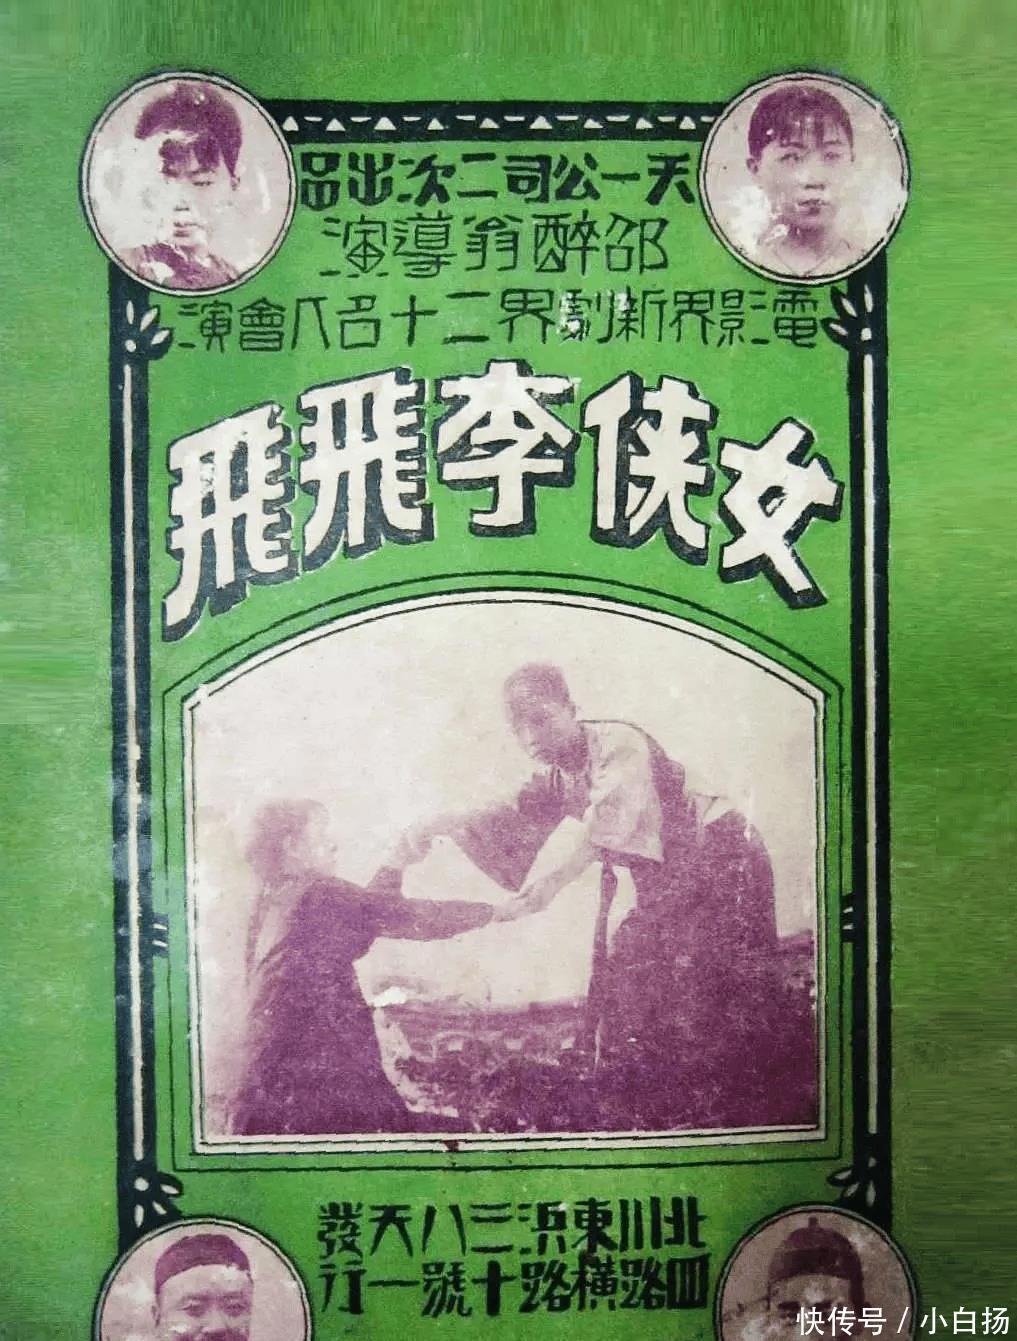 天一公司二次出品
邵醉翁導演
電影界新劇界二十名人會演
女侠李飛飛
北四川路東橫浜路三十八號天一發行
快传号 / 小白扬